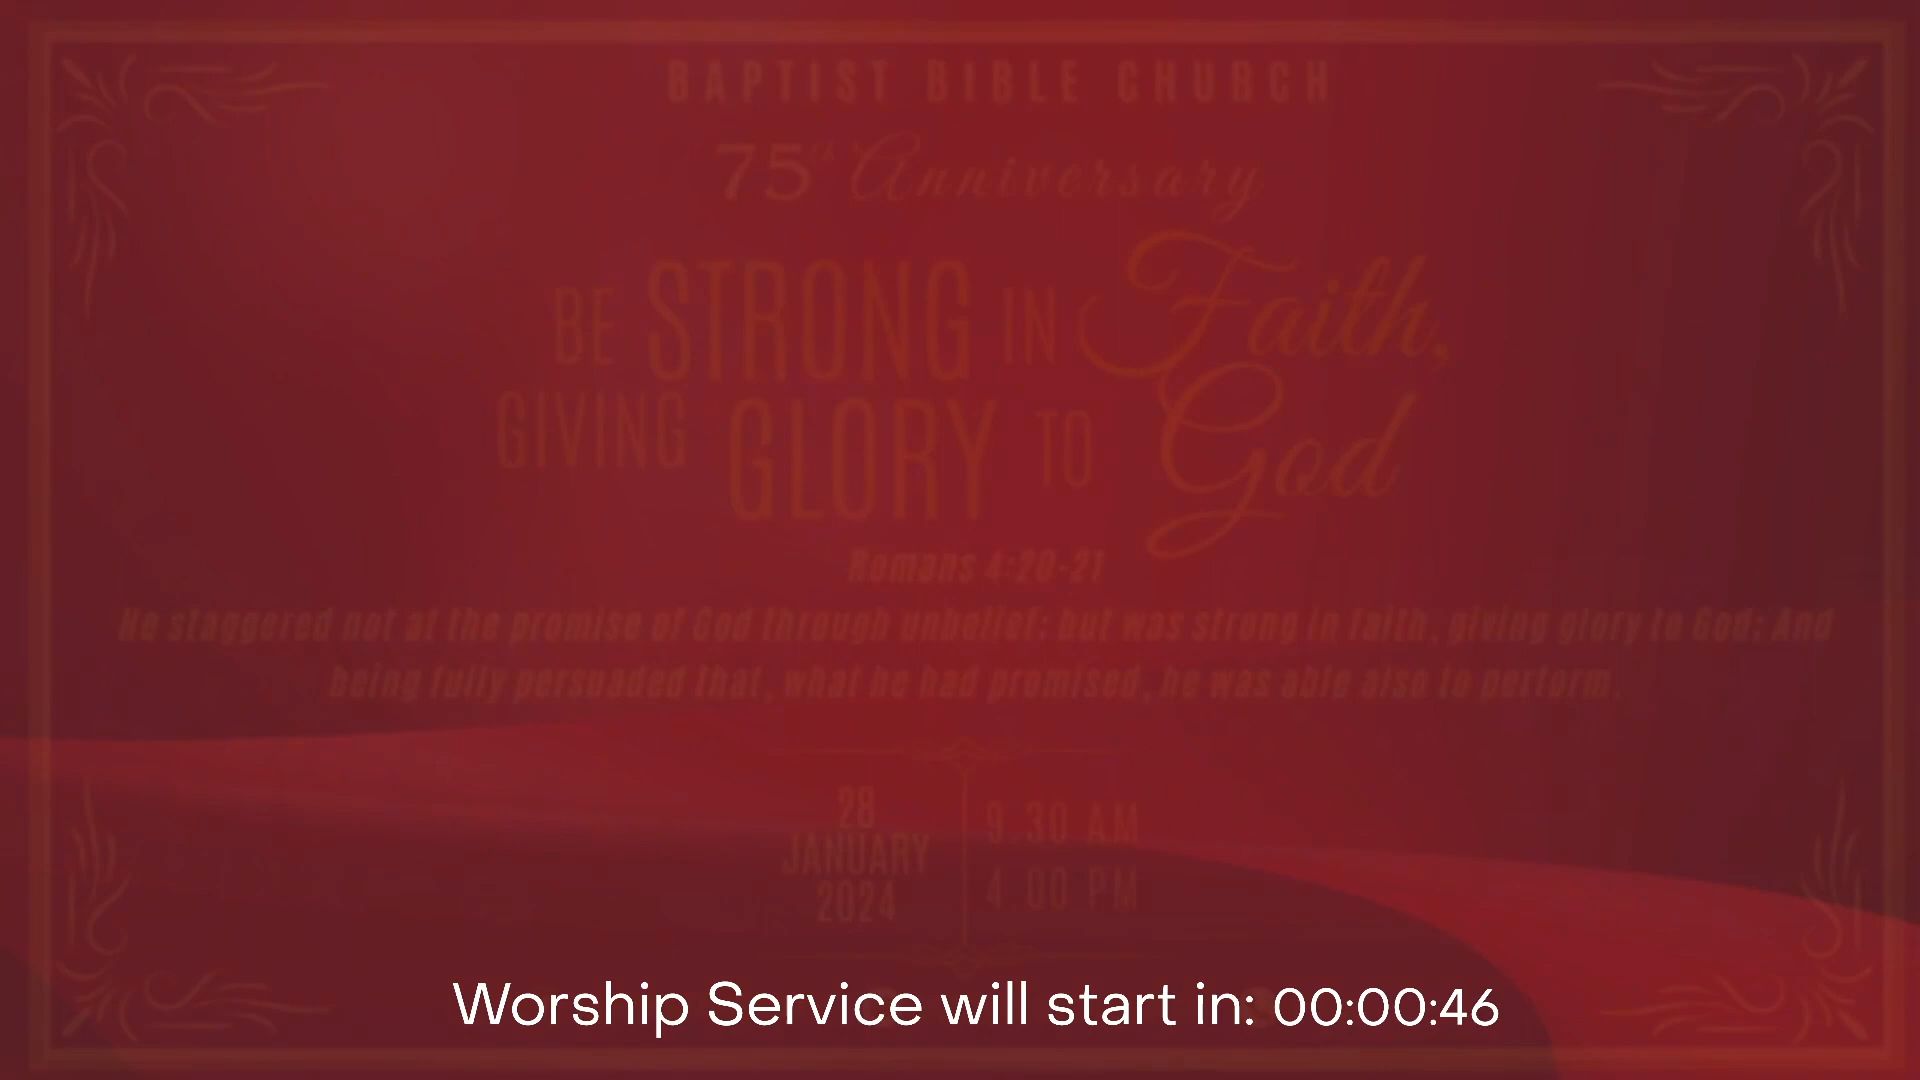 BAPTIST BIBLE CHURCH
75th Anniversary
BE STRONG IN Faith,
GIVING GLORY TO God
Romans 4:20-21
He staggered not at the promise of God through unbelief; but was strong in faith, giving glory to God; And
being fully persuaded that, what he had promised, he was able also to perform.
28
JANUARY
2024
9.30 AM
4.00 PM
Worship Service will start in: 00:00:46